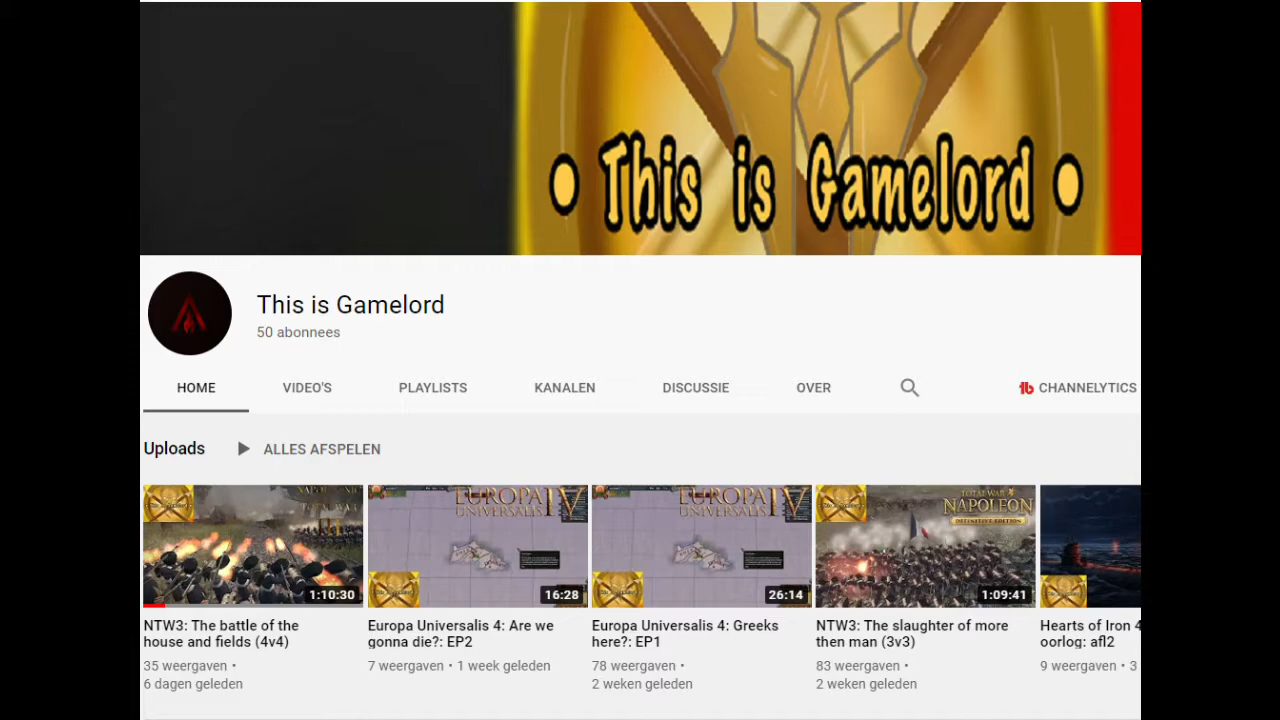 • This is Gamelord •
This is Gamelord
50 abonnees
HOME VIDEO'S PLAYLISTS KANALEN DISCUSSIE OVER CHANNELYTICS
Uploads ALLES AFSPELEN
EUROPA IV
UNIVERSALIS
EUROPA IV
UNIVERSALIS
TOTAL WAR
NAPOLEON
DEFINITIVE EDITION
1:10:30 16:28 26:14 1:09:41
NTW3: The battle of the
house and fields (4v4)
35 weergaven •
6 dagen geleden
Europa Universalis 4: Are we
gonna die?: EP2
7 weergaven • 1 week geleden
Europa Universalis 4: Greeks
here?: EP1
78 weergaven •
2 weken geleden
NTW3: The slaughter of more
then man (3v3)
83 weergaven •
2 weken geleden
Hearts of Iron 4
oorlog: afl2
9 weergaven • 3